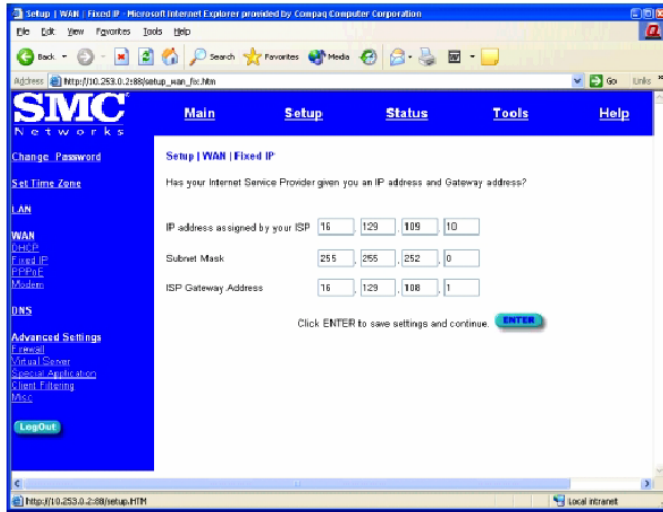 Setup | WAN | Fixed IP - Microsoft Internet Explorer provided by Compaq Computer Corporation
File Edit View Favorites Tools Help
Back Search Favorites Media
Address http://10.253.0.2:88/setup_wan_fix.htm Go Links »
SMC
Networks
Main Setup Status Tools Help
Change Password
Set Time Zone
LAN
WAN
DHCP
Fixed IP
PPPoE
Modem
DNS
Advanced Settings
Firewall
Virtual Server
Special Application
Client Filtering
Misc
LogOut
Setup | WAN | Fixed IP
Has your Internet Service Provider given you an IP address and Gateway address?
IP address assigned by your ISP 16 . 129 . 109 . 10
Subnet Mask 255 . 255 . 252 . 0
ISP Gateway Address 16 . 129 . 108 . 1
Click ENTER to save settings and continue. ENTER
http://10.253.0.2:88/setup.HTM Local intranet